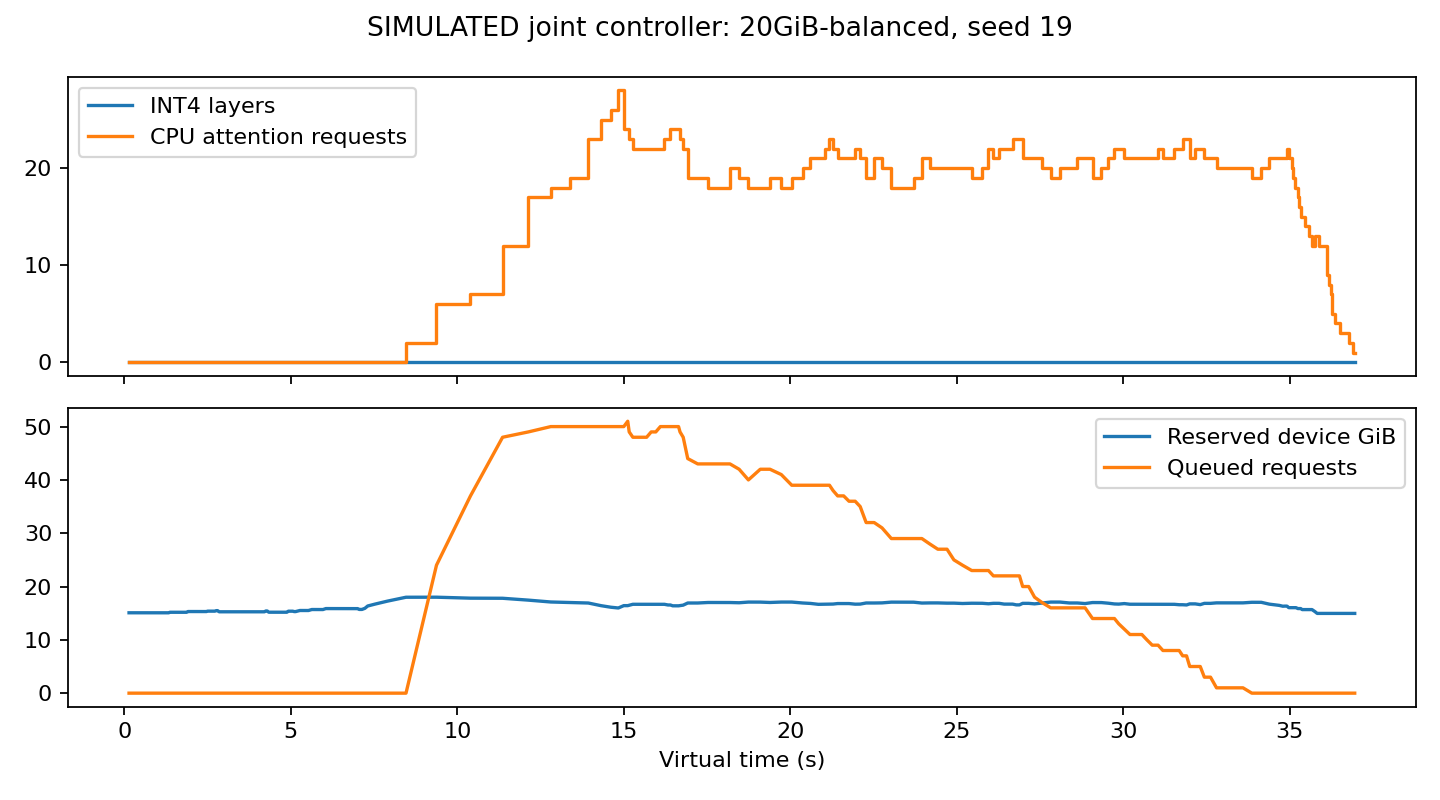 SIMULATED joint controller: 20GiB-balanced, seed 19
INT4 layers
CPU attention requests
20
10
0
Reserved device GiB
Queued requests
50
40
30
20
10
0
0 5 10 15 20 25 30 35
Virtual time (s)